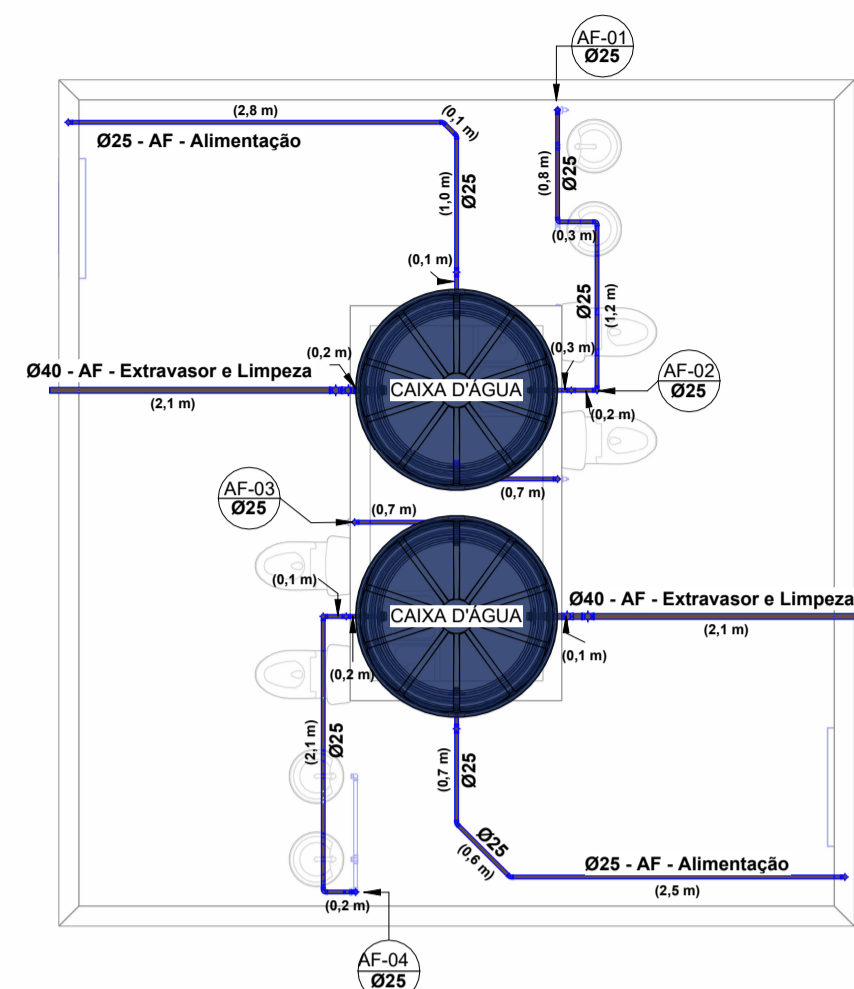 AF-01
Ø25
(2,8 m)
(0,1 m)
Ø25 - AF - Alimentação
(1,0 m)
Ø25
(0,8 m)
Ø25
(0,3 m)
(0,1 m)
Ø25
(1,2 m)
(0,2 m)
(0,3 m)
Ø40 - AF - Extravasor e Limpeza
(2,1 m)
CAIXA D'ÁGUA
AF-02
Ø25
(0,2 m)
AF-03
Ø25
(0,7 m)
(0,7 m)
(0,1 m)
Ø40 - AF - Extravasor e Limpeza
(2,1 m)
CAIXA D'ÁGUA
(0,1 m)
(0,2 m)
(2,1 m)
Ø25
(0,7 m)
Ø25
Ø25
(0,6 m)
Ø25 - AF - Alimentação
(2,5 m)
(0,2 m)
AF-04
Ø25